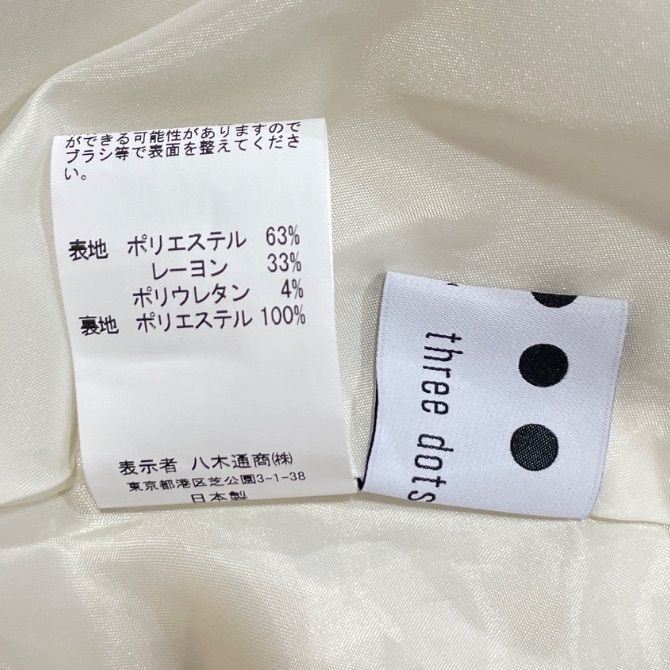 ができる可能性がありますので
ブラシ等で表面を整えてくださ
い。
表地 ポリエステル 63%
レーヨン 33%
ポリウレタン 4%
裏地 ポリエステル 100%
表示者 八木通商㈱
東京都港区芝公園3-1-38
日本製
three dots